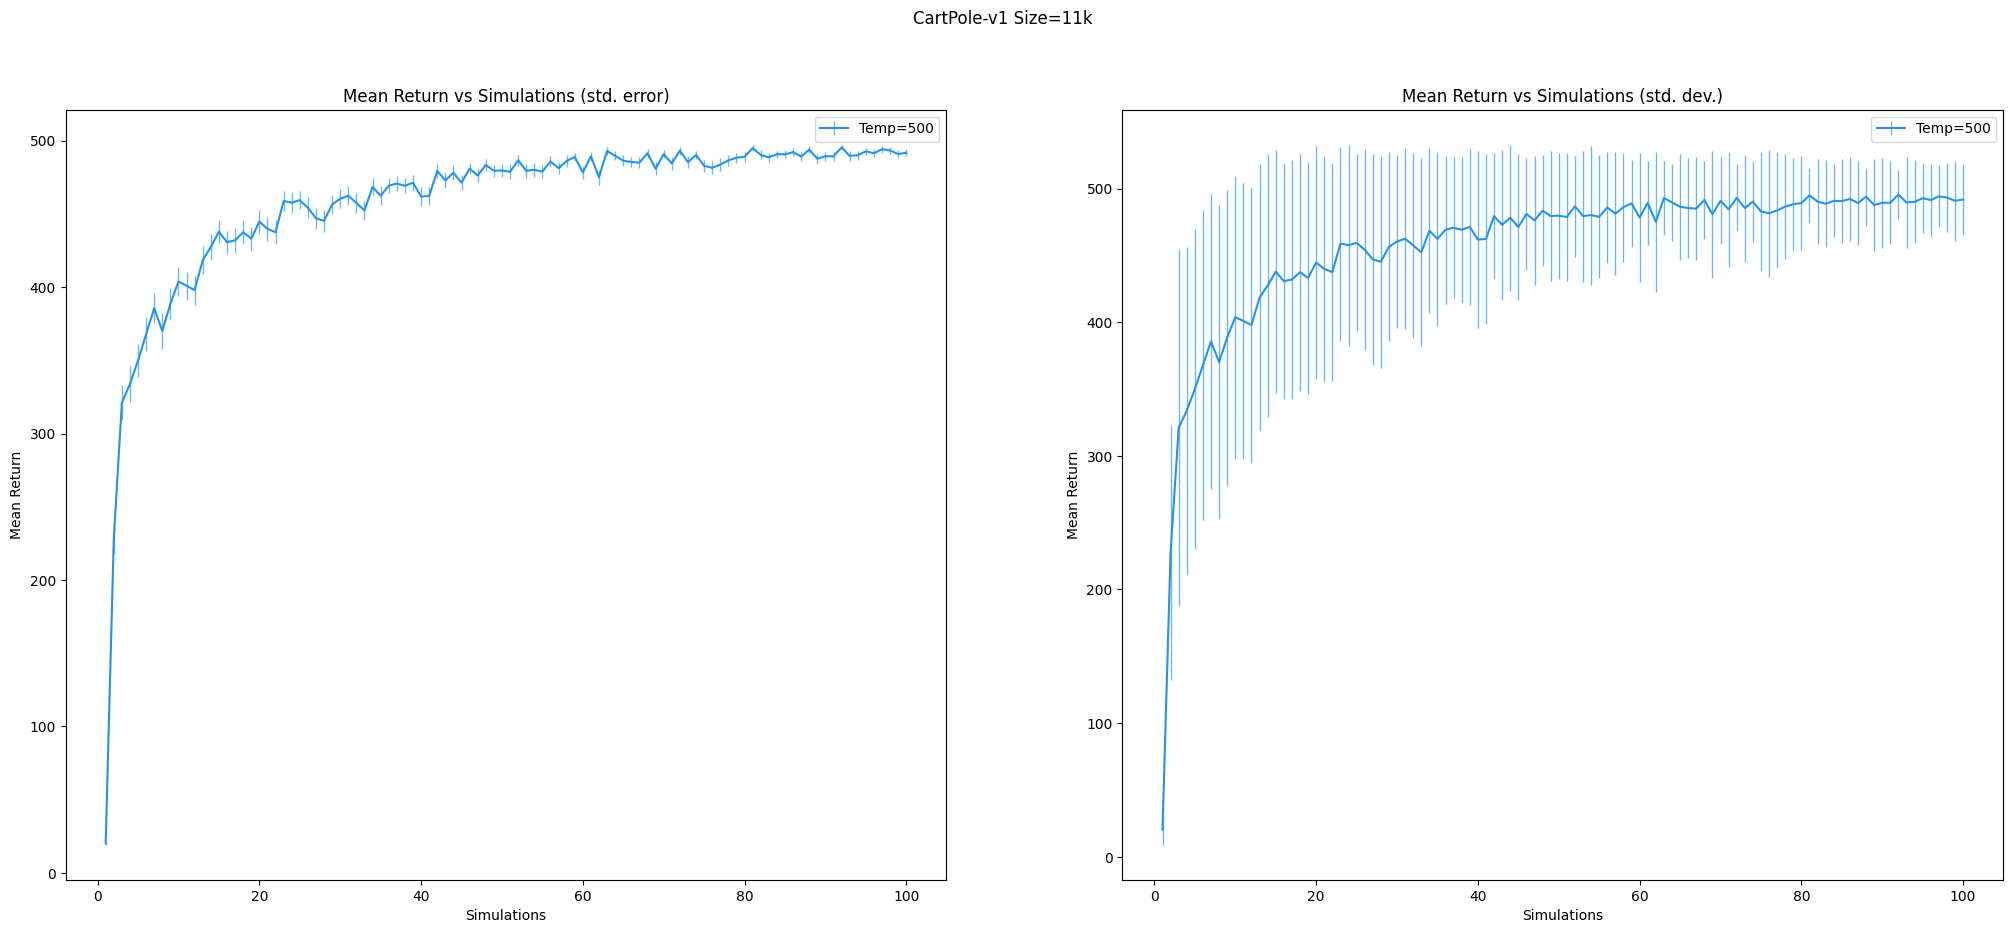 CartPole-v1 Size=11k
Mean Return vs Simulations (std. error)
Temp=500
500
400
300
200
100
0
Mean Return
0 20 40 60 80 100
Simulations
Mean Return vs Simulations (std. dev.)
Temp=500
500
400
300
200
100
0
Mean Return
0 20 40 60 80 100
Simulations